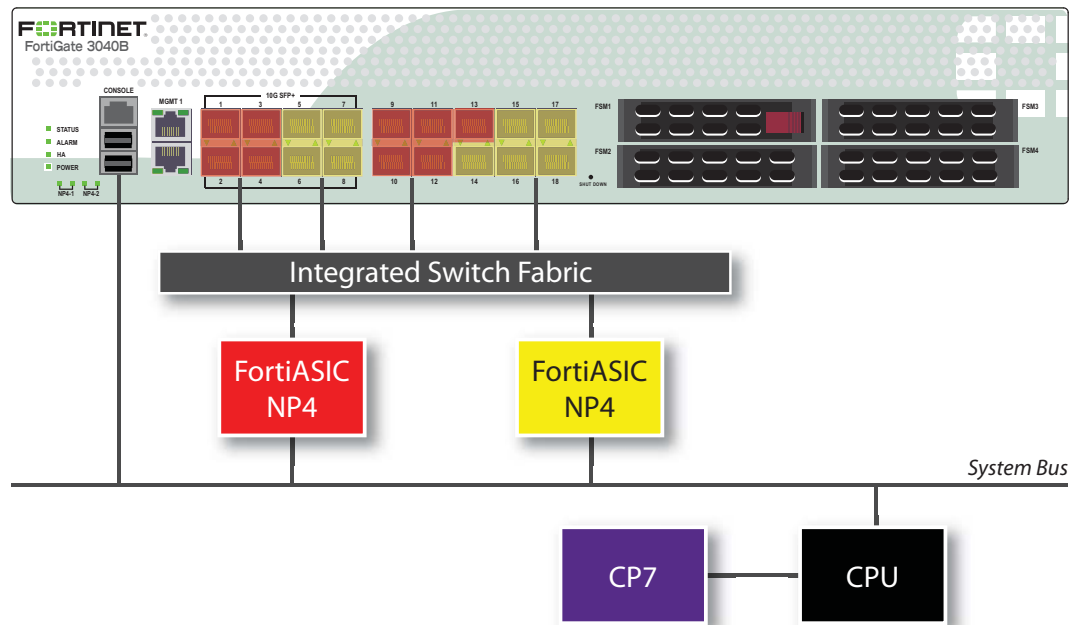 FORTINET
FortiGate 3040B
CONSOLE
MGMT 1
10G SFP+
1 3 5 7 9 11 13 15 17
FSM1
FSM3
STATUS
ALARM
HA
POWER
FSM2
FSM4
2 4 6 8 10 12 14 16 18
SHUT DOWN
NP4-1 NP4-2
Integrated Switch Fabric
FortiASIC
NP4
FortiASIC
NP4
System Bus
CP7
CPU